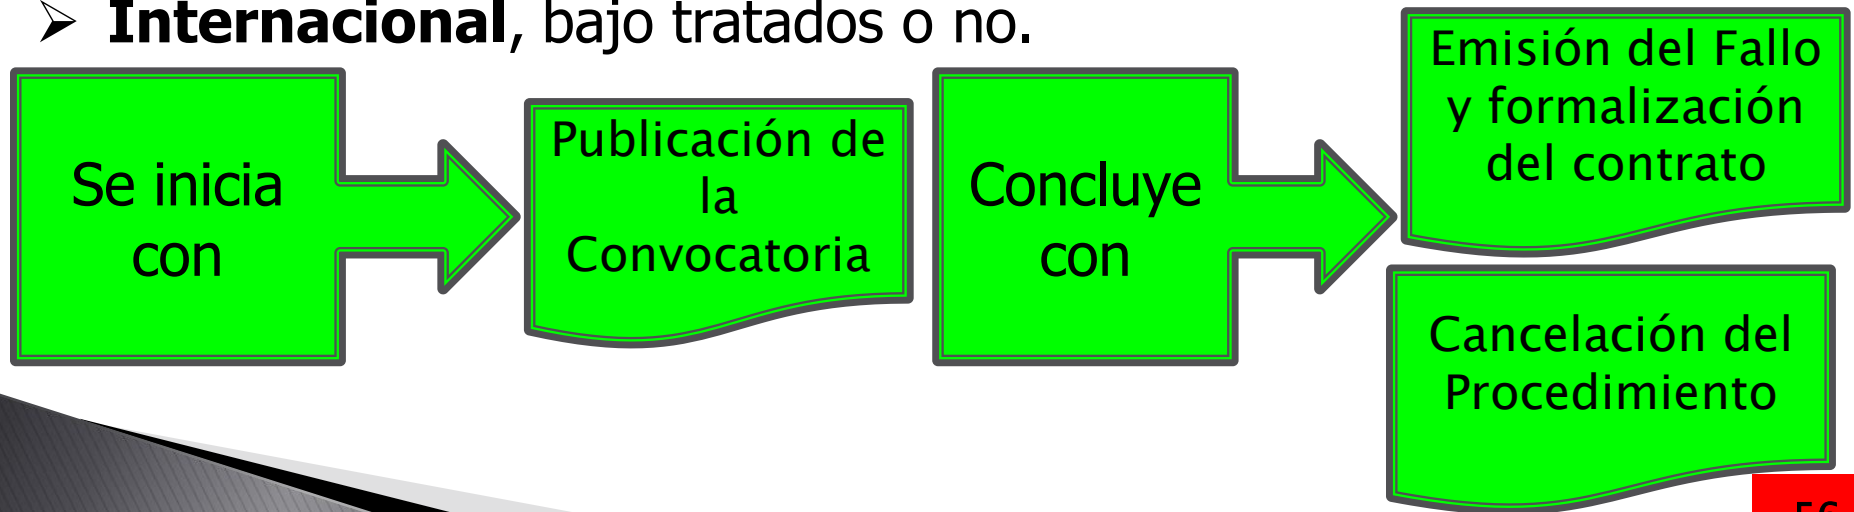 ➢ Internacional, bajo tratados o no.
Se inicia
con
Publicación de
la
Convocatoria
Concluye
con
Emisión del Fallo
y formalización
del contrato
Cancelación del
Procedimiento
56